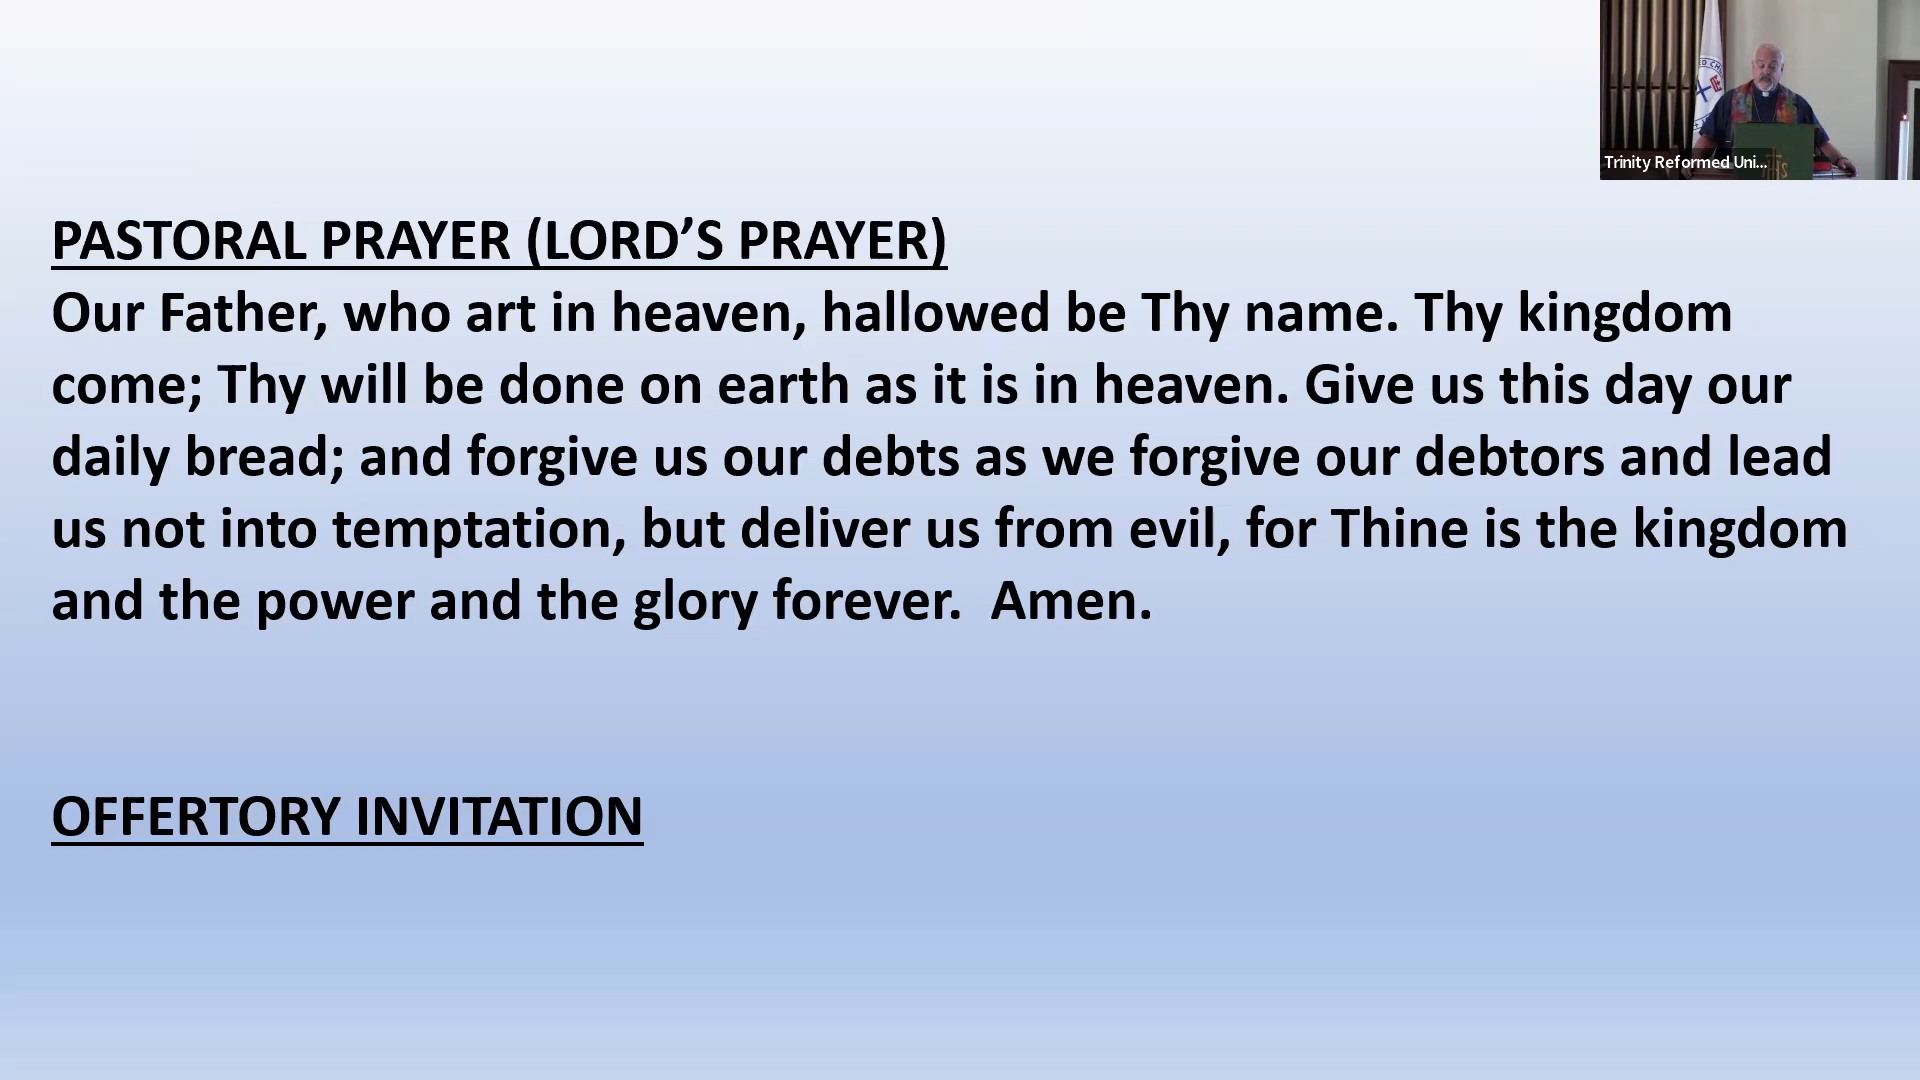 Trinity Reformed Uni...
PASTORAL PRAYER (LORD’S PRAYER)
Our Father, who art in heaven, hallowed be Thy name. Thy kingdom
come; Thy will be done on earth as it is in heaven. Give us this day our
daily bread; and forgive us our debts as we forgive our debtors and lead
us not into temptation, but deliver us from evil, for Thine is the kingdom
and the power and the glory forever.  Amen.
OFFERTORY INVITATION